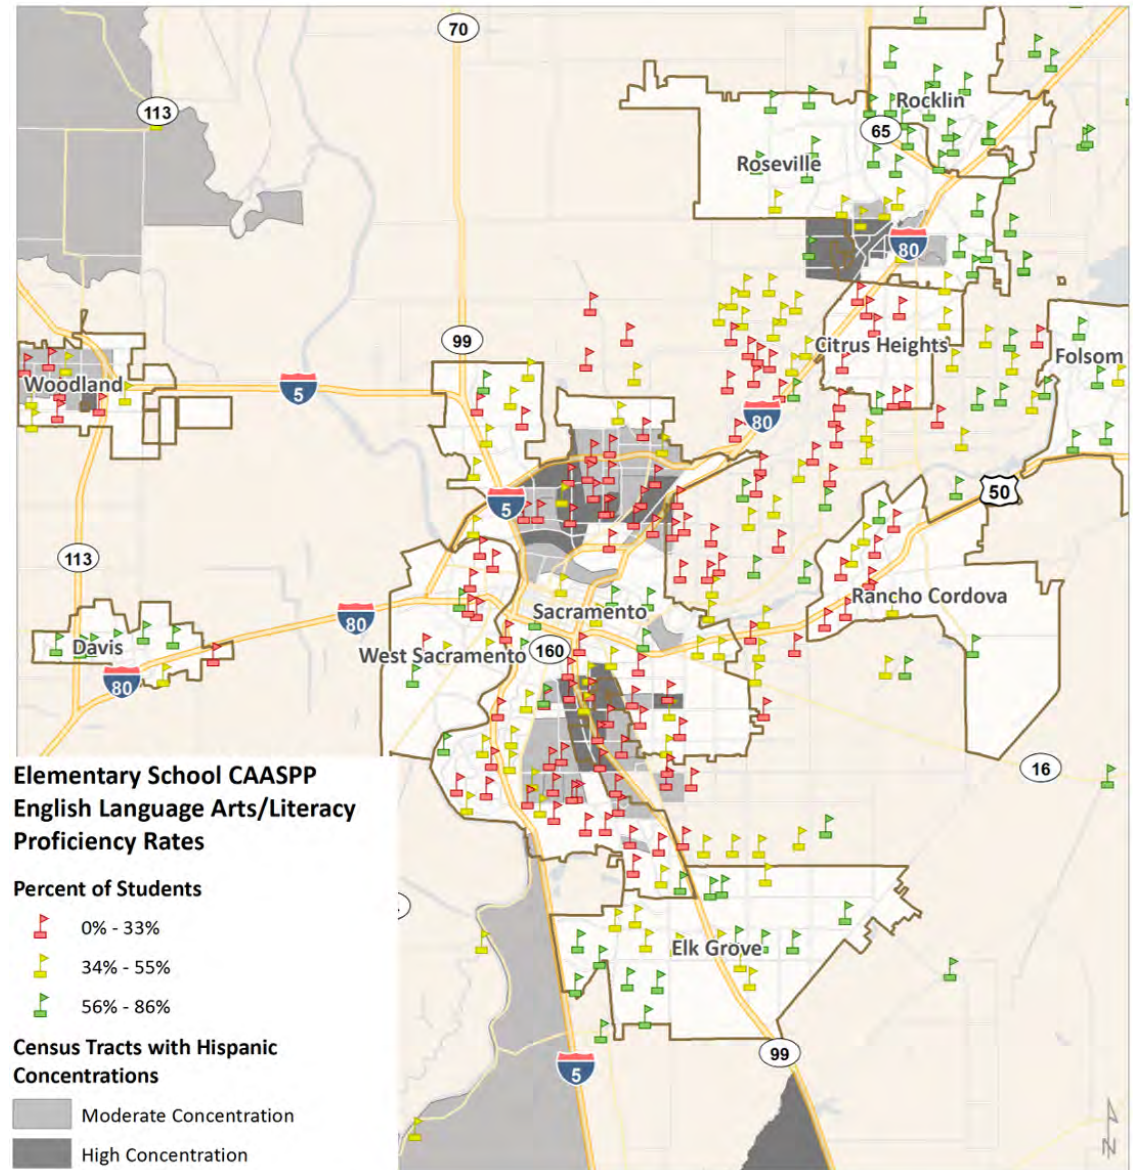 70
113
Rocklin
65
Roseville
80
99
Citrus Heights
Folsom
Woodland
5
80
50
5
113
80
Rancho Cordova
Sacramento
Davis
West Sacramento
160
80
16
Elementary School CAASPP
English Language Arts/Literacy
Proficiency Rates
Percent of Students
0% - 33%
34% - 55%
56% - 86%
Elk Grove
99
5
Census Tracts with Hispanic
Concentrations
Moderate Concentration
High Concentration
N